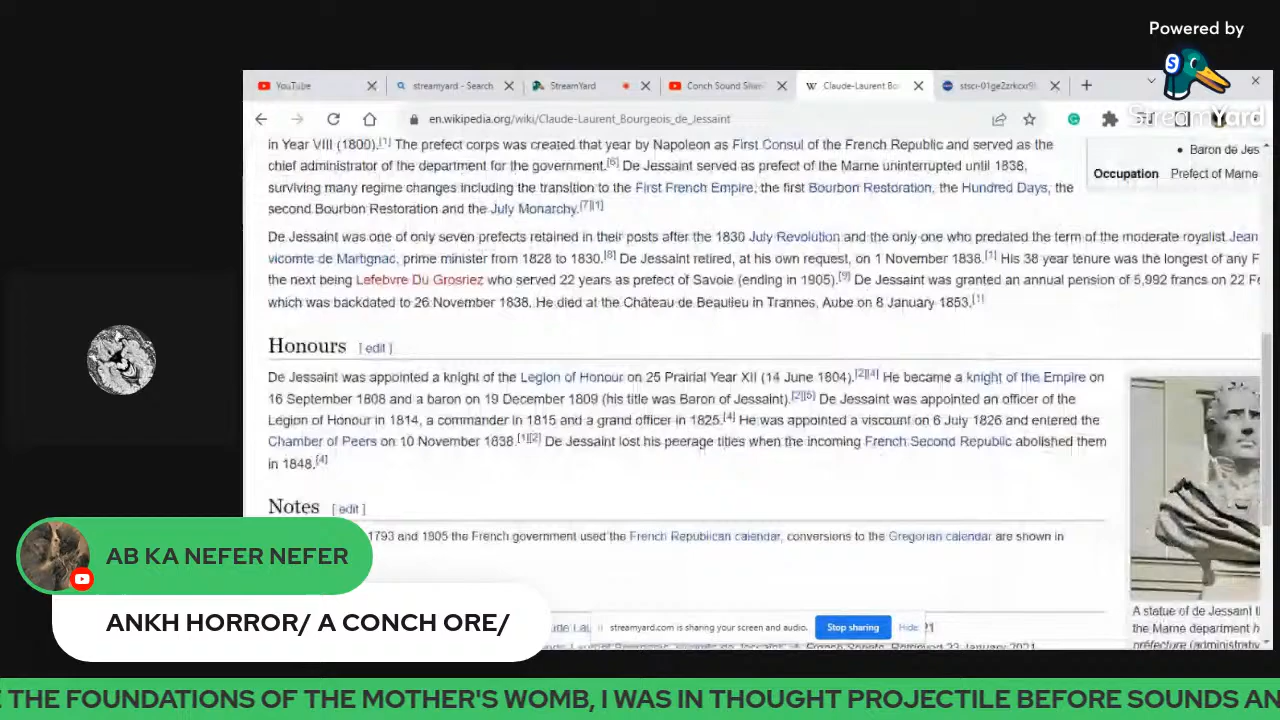 Powered by
StreamYard
YouTube
streamyard - Search
StreamYard
Conch Sound Silen
Claude-Laurent Bo
stscr-01ge2zrkcxr9
en.wikipedia.org/wiki/Claude-Laurent_Bourgeois_de_Jessaint
in Year VIII (1800).[1] The prefect corps was created that year by Napoleon as First Consul of the French Republic and served as the
chief administrator of the department for the government.[6] De Jessaint served as prefect of the Marne uninterrupted until 1838,
surviving many regime changes including the transition to the First French Empire, the first Bourbon Restoration, the Hundred Days, the
second Bourbon Restoration and the July Monarchy.[7][1]
• Baron de Jes
Occupation Prefect of Marne
De Jessaint was one of only seven prefects retained in their posts after the 1830 July Revolution and the only one who predated the term of the moderate royalist Jean
vicomte de Martignac, prime minister from 1828 to 1830.[8] De Jessaint retired, at his own request, on 1 November 1838.[1] His 38 year tenure was the longest of any F
the next being Lefebvre Du Grosriez who served 22 years as prefect of Savoie (ending in 1905).[9] De Jessaint was granted an annual pension of 5,992 francs on 22 F
which was backdated to 26 November 1838. He died at the Château de Beaulieu in Trannes, Aube on 8 January 1853.[1]
Honours [ edit ]
De Jessaint was appointed a knight of the Legion of Honour on 25 Prairial Year XII (14 June 1804).[2][4] He became a knight of the Empire on
16 September 1808 and a baron on 19 December 1809 (his title was Baron of Jessaint).[2][5] De Jessaint was appointed an officer of the
Legion of Honour in 1814, a commander in 1815 and a grand officer in 1825.[4] He was appointed a viscount on 6 July 1826 and entered the
Chamber of Peers on 10 November 1838.[1][2] De Jessaint lost his peerage titles when the incoming French Second Republic abolished them
in 1848.[4]
Notes [ edit ]
1793 and 1805 the French government used the French Republican calendar, conversions to the Gregorian calendar are shown in
A statue of de Jessaint
the Marne department h
préfecture (administrativ
streamyard.com is sharing your screen and audio.
Stop sharing
Hide
21
French Senate. Retrieved 23 January 2021
AB KA NEFER NEFER
ANKH HORROR/ A CONCH ORE/
THE FOUNDATIONS OF THE MOTHER'S WOMB, I WAS IN THOUGHT PROJECTILE BEFORE SOUNDS AN